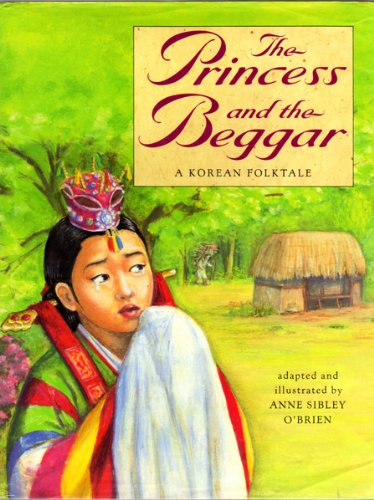 The
Princess
and the
Beggar
A KOREAN FOLKTALE
adapted and
illustrated by
ANNE SIBLEY
O'BRIEN